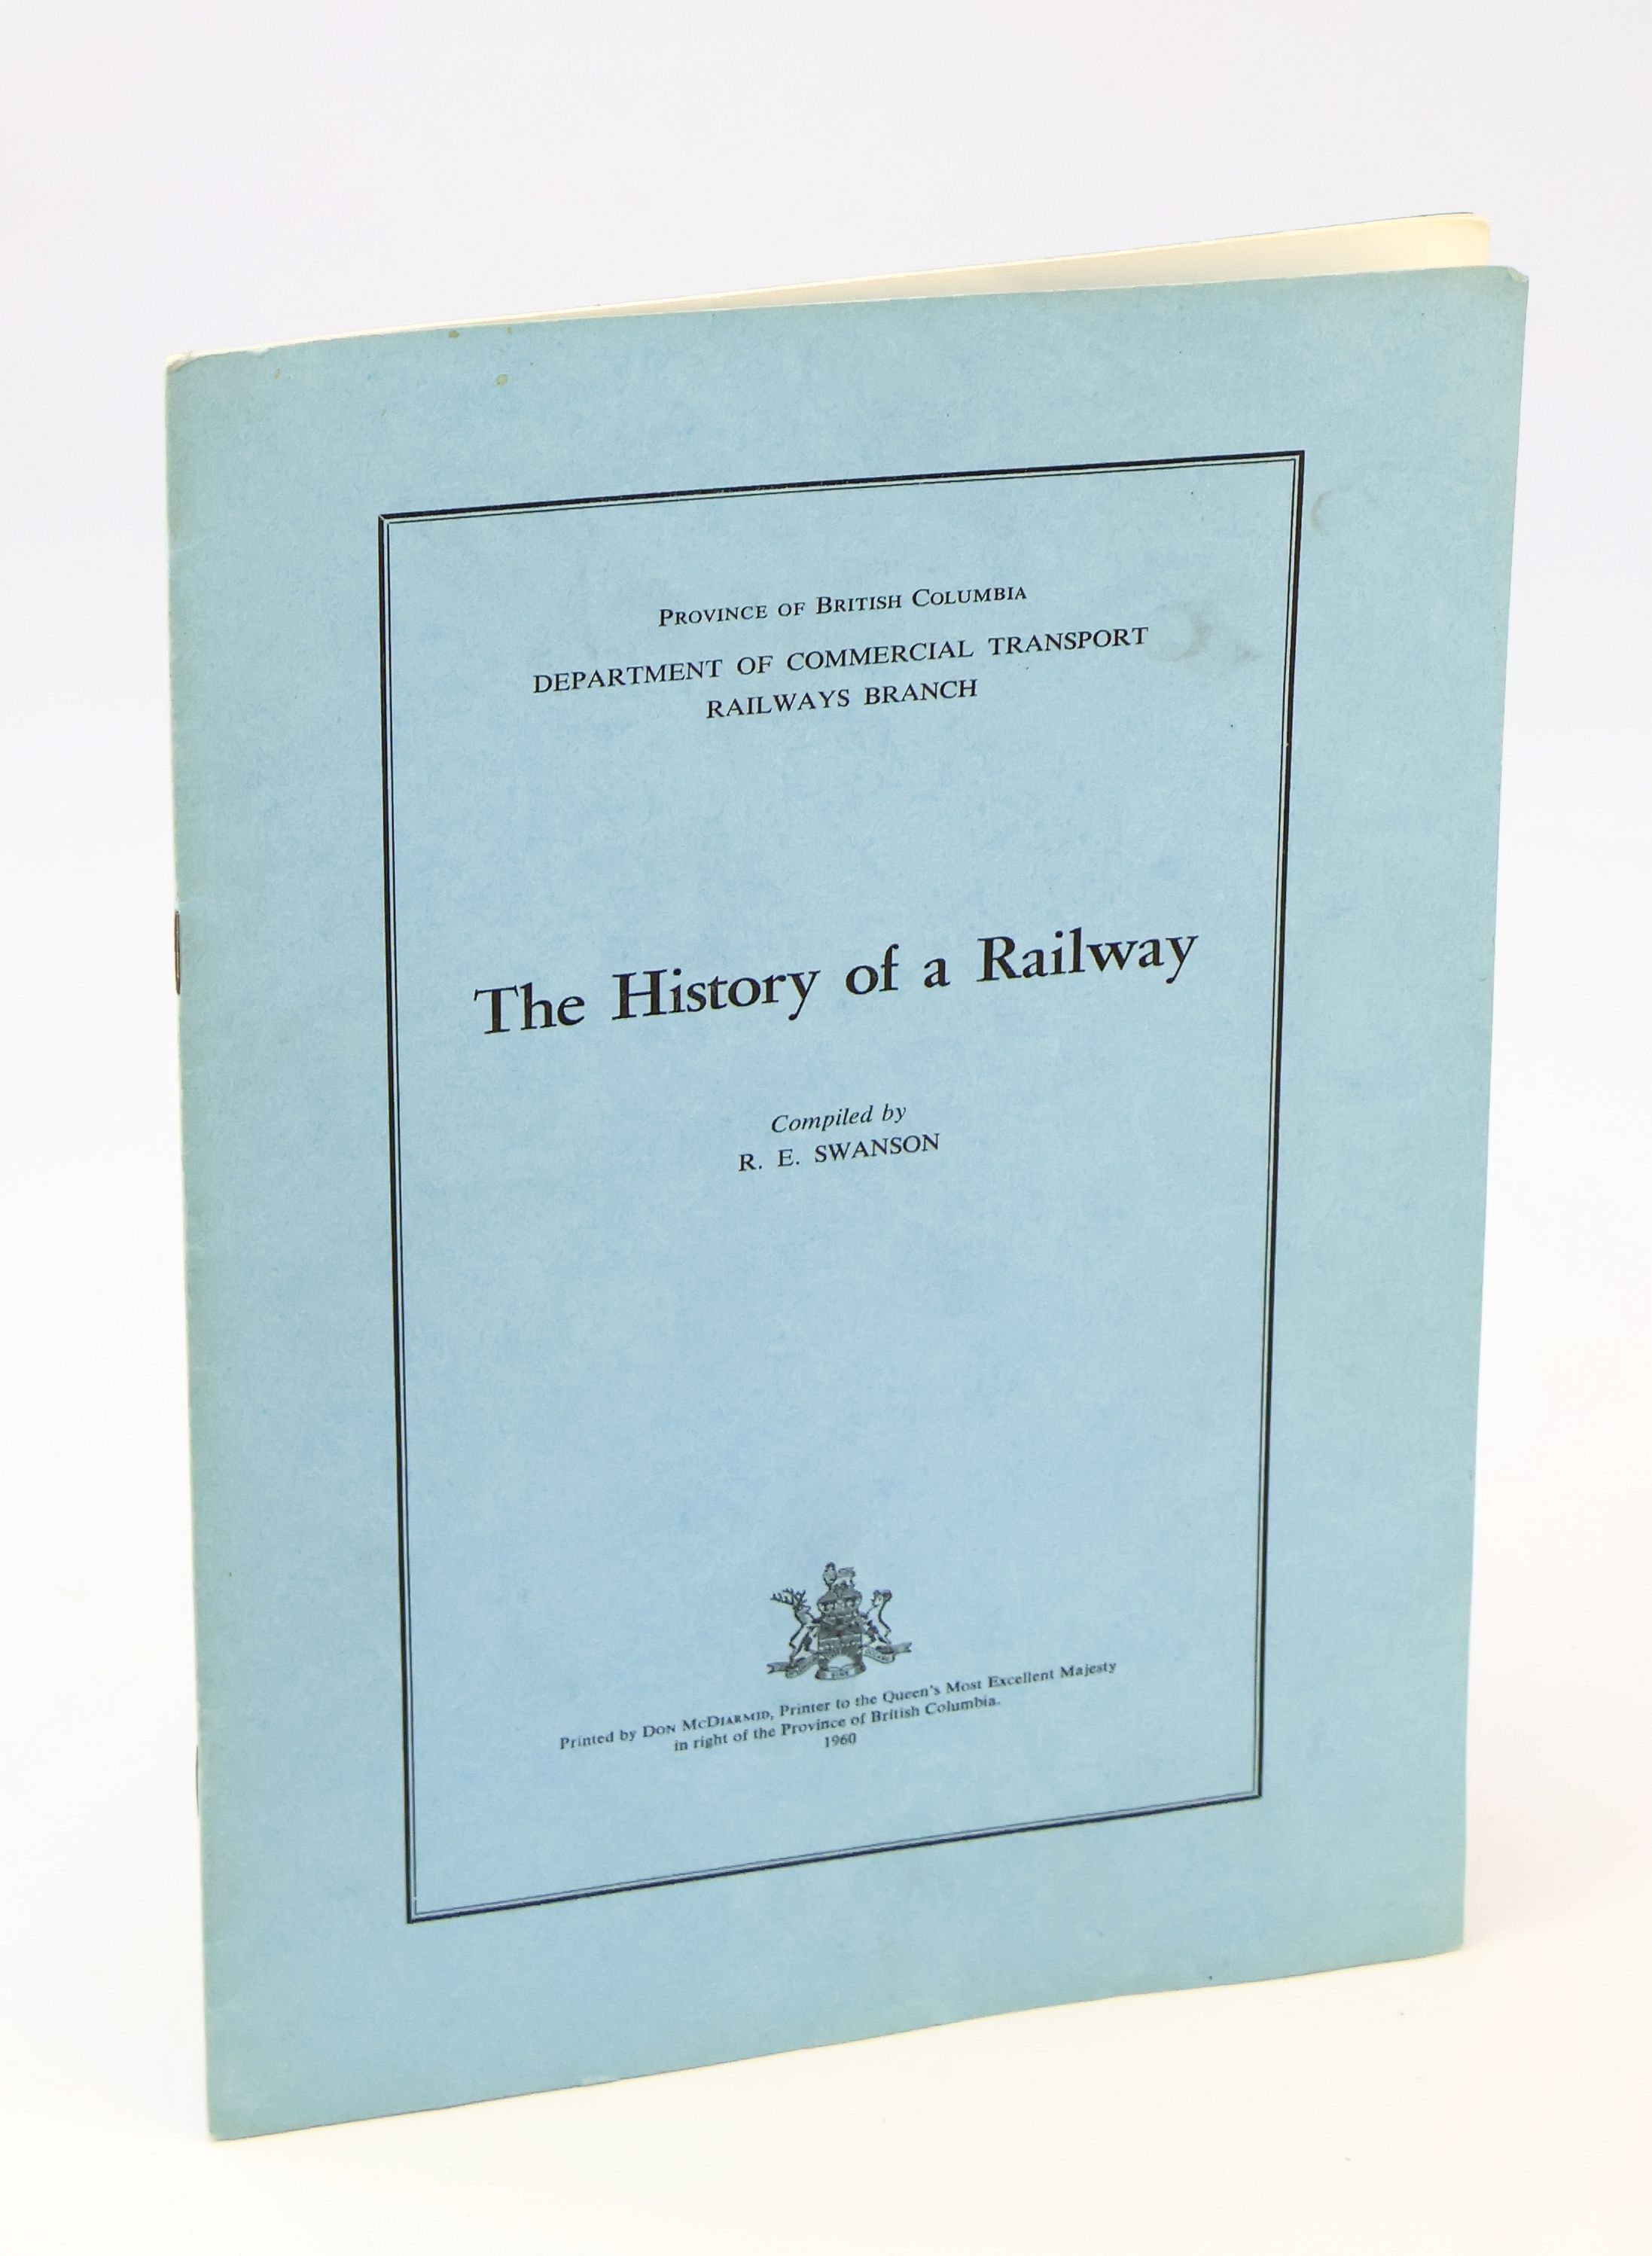 PROVINCE OF BRITISH COLUMBIA
DEPARTMENT OF COMMERCIAL TRANSPORT
RAILWAYS BRANCH
The History of a Railway
Compiled by
R. E. SWANSON
Printed by DON MCDIARMID, Printer to the Queen's Most Excellent Majesty
in right of the Province of British Columbia.
1960